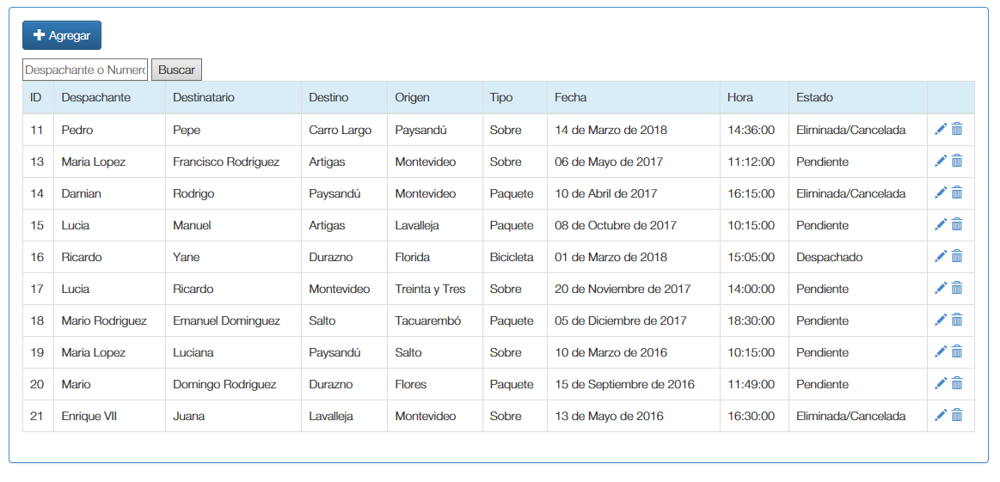 Agregar
Despachante o Numero Buscar
ID Despachante Destinatario Destino Origen Tipo Fecha Hora Estado
11 Pedro Pepe Carro Largo Paysandú Sobre 14 de Marzo de 2018 14:36:00 Eliminada/Cancelada
13 Maria Lopez Francisco Rodriguez Artigas Montevideo Sobre 06 de Mayo de 2017 11:12:00 Pendiente
14 Damian Rodrigo Paysandú Montevideo Paquete 10 de Abril de 2017 16:15:00 Eliminada/Cancelada
15 Lucia Manuel Artigas Lavalleja Paquete 08 de Octubre de 2017 10:15:00 Pendiente
16 Ricardo Yane Durazno Florida Bicicleta 01 de Marzo de 2018 15:05:00 Despachado
17 Lucia Ricardo Montevideo Treinta y Tres Sobre 20 de Noviembre de 2017 14:00:00 Pendiente
18 Mario Rodriguez Emanuel Dominguez Salto Tacuarembó Paquete 05 de Diciembre de 2017 18:30:00 Pendiente
19 Maria Lopez Luciana Paysandú Salto Sobre 10 de Marzo de 2016 10:15:00 Pendiente
20 Mario Domingo Rodriguez Durazno Flores Paquete 15 de Septiembre de 2016 11:49:00 Pendiente
21 Enrique VII Juana Lavalleja Montevideo Sobre 13 de Mayo de 2016 16:30:00 Eliminada/Cancelada